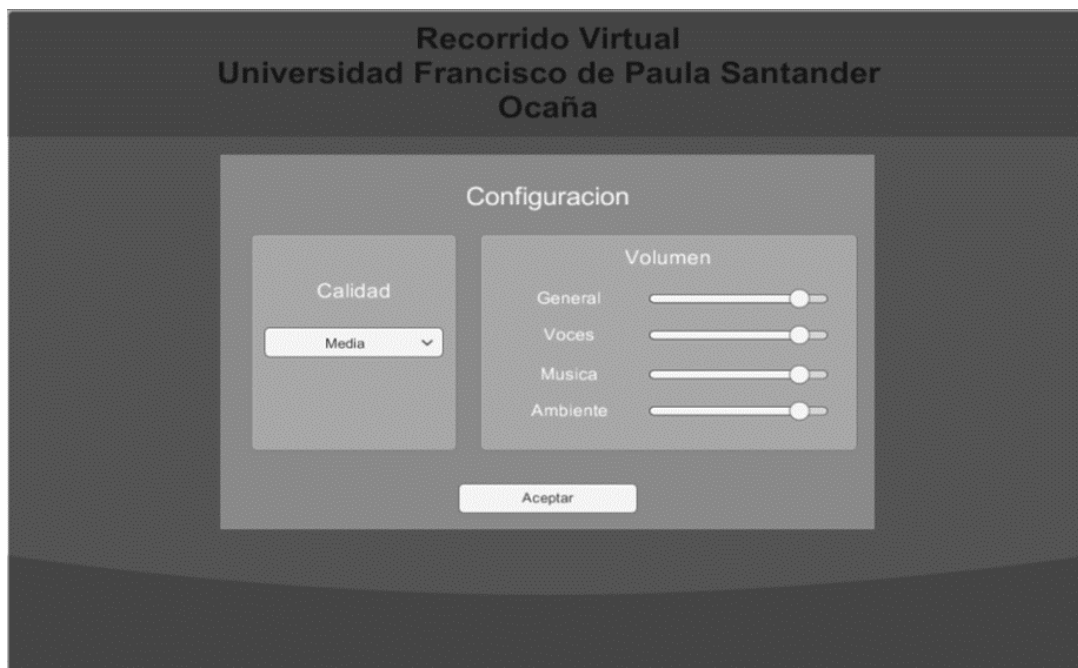 Recorrido Virtual
Universidad Francisco de Paula Santander
Ocaña
Configuracion
Calidad
Media
Volumen
General
Voces
Musica
Ambiente
Aceptar